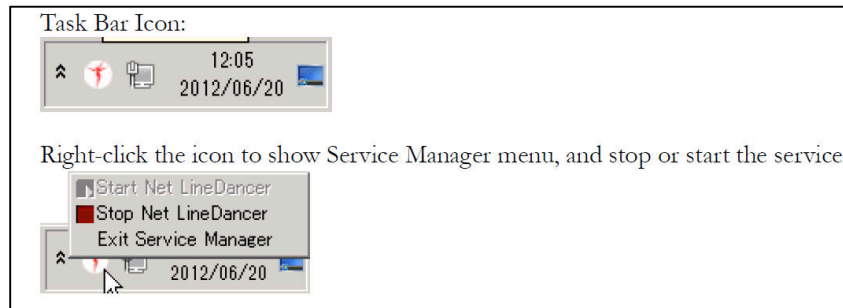 Task Bar Icon:
12:05
2012/06/20
Right-click the icon to show Service Manager menu, and stop or start the service
Start Net LineDancer
Stop Net LineDancer
Exit Service Manager
2012/06/20